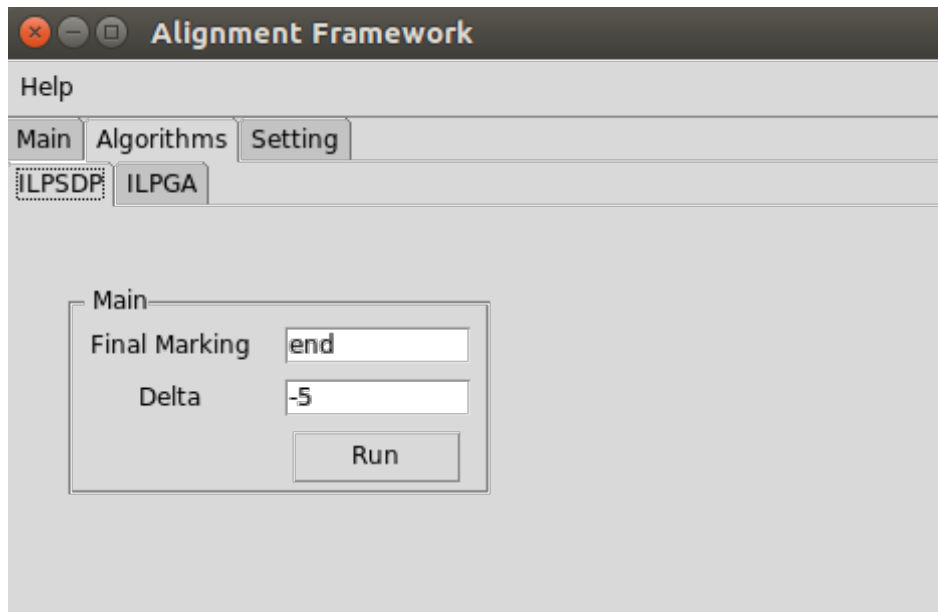 Alignment Framework
Help
Main Algorithms Setting
ILPSDP ILPGA
Main
Final Marking end
Delta -5
Run